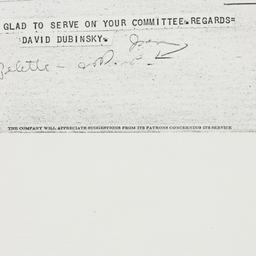 GLAD TO SERVE ON YOUR COMMITTEE. REGARDS=
DAVID DUBINSKY.
THE COMPANY WILL APPRECIATE SUGGESTIONS FROM ITS PATRONS CONCERNING ITS SERVICE